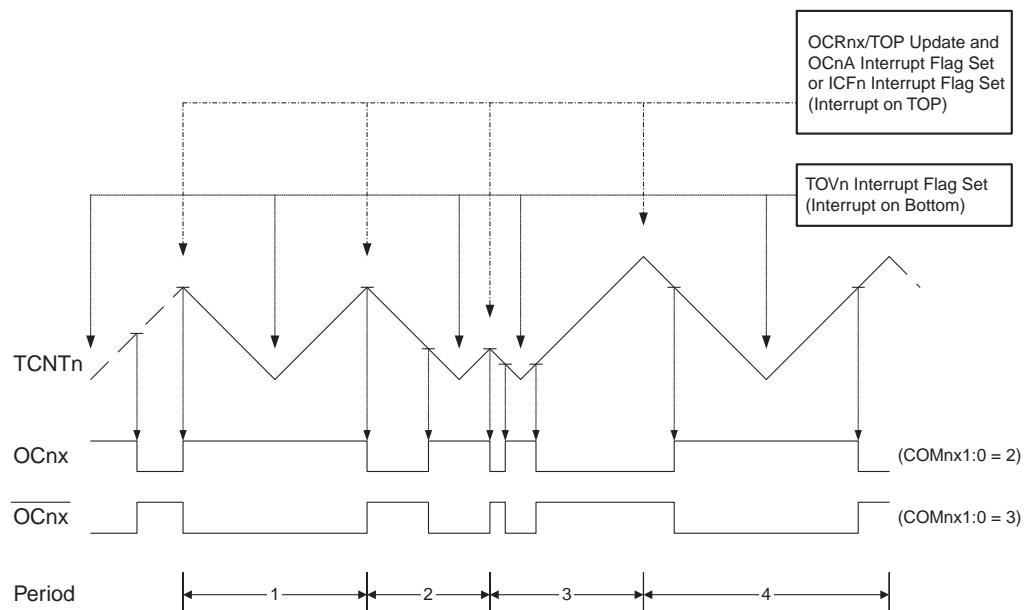 OCRnx/TOP Update and
OCnA Interrupt Flag Set
or ICFn Interrupt Flag Set
(Interrupt on TOP)
TOVn Interrupt Flag Set
(Interrupt on Bottom)
TCNTn
OCnx
(COMnx1:0 = 2)
OCnx
(COMnx1:0 = 3)
Period
1
2
3
4